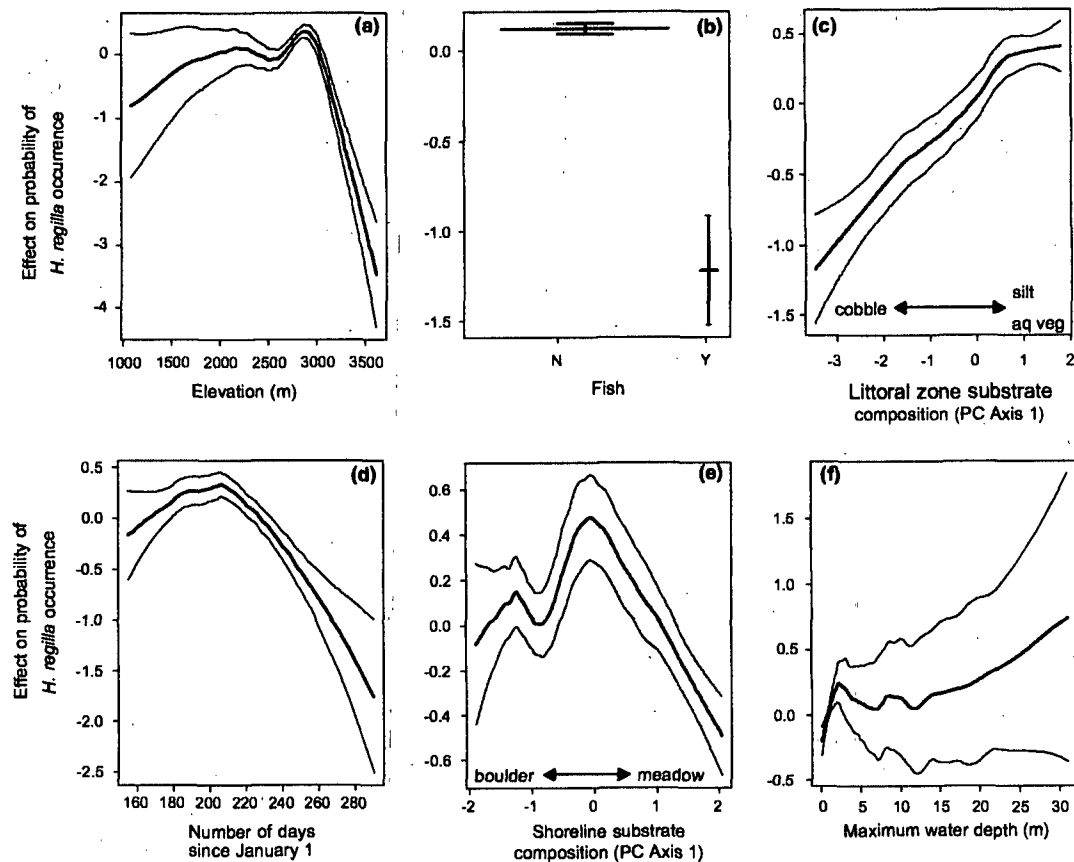 Effect on probability of
H. regilla occurrence
(a)
0
-1
-2
-3
-4
1000 1500 2000 2500 3000 3500
Elevation (m)
(b)
0.0
-0.5
-1.0
-1.5
N Y
Fish
(c)
0.5
0.0
-0.5
-1.0
-1.5
cobble
silt
aq veg
-3 -2 -1 0 1 2
Littoral zone substrate
composition (PC Axis 1)
Effect on probability of
H. regilla occurrence
(d)
0.5
0.0
-0.5
-1.0
-1.5
-2.0
-2.5
160 180 200 220 240 260 280
Number of days
since January 1
(e)
0.6
0.4
0.2
0.0
-0.2
-0.4
-0.6
boulder meadow
-2 -1 0 1 2
Shoreline substrate
composition (PC Axis 1)
(f)
1.5
1.0
0.5
0.0
-0.5
0 5 10 15 20 25 30
Maximum water depth (m)